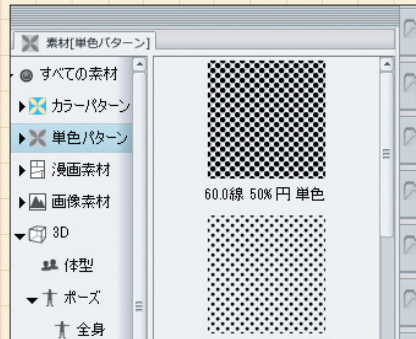 素材[単色パターン]
すべての素材
カラーパターン
単色パターン
漫画素材
画像素材
3D
体型
ポーズ
全身
60.0線 50% 円 単色